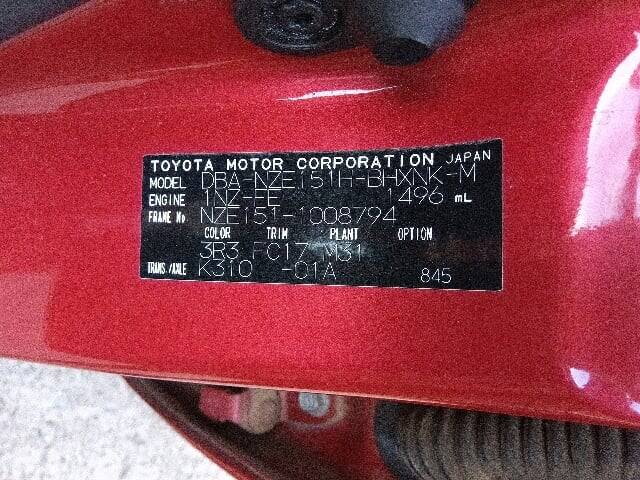 TOYOTA MOTOR CORPORATION JAPAN
MODEL DBA-NZE151H-BHXNK-M
ENGINE 1NZ-FE 1496 mL
FRAME No NZE151-1008794
COLOR TRIM PLANT OPTION
3R3 FC17 M31
TRANS./AXLE K310 -01A 845